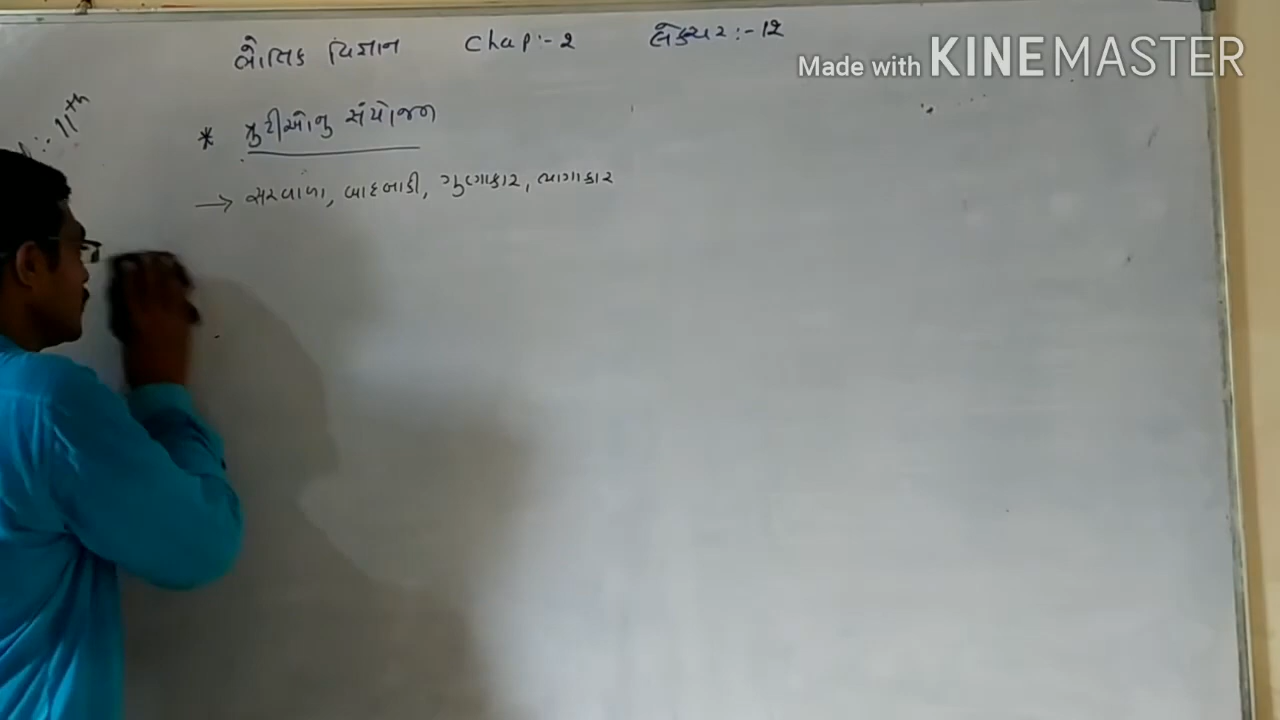 ભૌતિક વિજ્ઞાન Chap:- 2 લેક્ચર:-12
Made with KINEMASTER
11th
* ત્રુટીઓનુ સંયોજન
→ સરવાળા, બાદબાકી, ગુણાકાર, ભાગાકાર